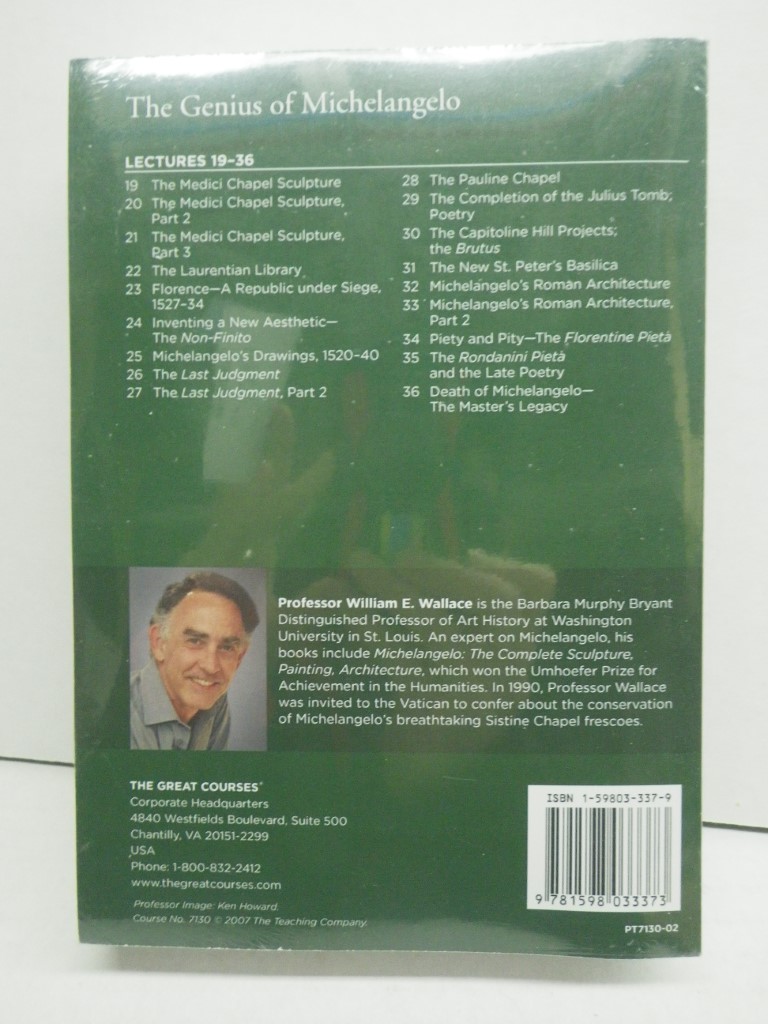 The Genius of Michelangelo
LECTURES 19–36
19 The Medici Chapel Sculpture
20 The Medici Chapel Sculpture,
Part 2
21 The Medici Chapel Sculpture,
Part 3
22 The Laurentian Library
23 Florence—A Republic under Siege,
1527–34
24 Inventing a New Aesthetic—
The Non-Finito
25 Michelangelo's Drawings, 1520–40
26 The Last Judgment
27 The Last Judgment, Part 2
28 The Pauline Chapel
29 The Completion of the Julius Tomb;
Poetry
30 The Capitoline Hill Projects;
the Brutus
31 The New St. Peter's Basilica
32 Michelangelo's Roman Architecture
33 Michelangelo's Roman Architecture,
Part 2
34 Piety and Pity—The Florentine Pietà
35 The Rondanini Pietà
and the Late Poetry
36 Death of Michelangelo—
The Master's Legacy
Professor William E. Wallace is the Barbara Murphy Bryant
Distinguished Professor of Art History at Washington
University in St. Louis. An expert on Michelangelo, his
books include Michelangelo: The Complete Sculpture,
Painting, Architecture, which won the Umhoefer Prize for
Achievement in the Humanities. In 1990, Professor Wallace
was invited to the Vatican to confer about the conservation
of Michelangelo's breathtaking Sistine Chapel frescoes.
THE GREAT COURSES®
Corporate Headquarters
4840 Westfields Boulevard, Suite 500
Chantilly, VA 20151-2299
USA
Phone: 1-800-832-2412
www.thegreatcourses.com
Professor Image: Ken Howard.
Course No. 7130 © 2007 The Teaching Company.
ISBN 1-59803-337-9
9 781598 033373
PT7130-02